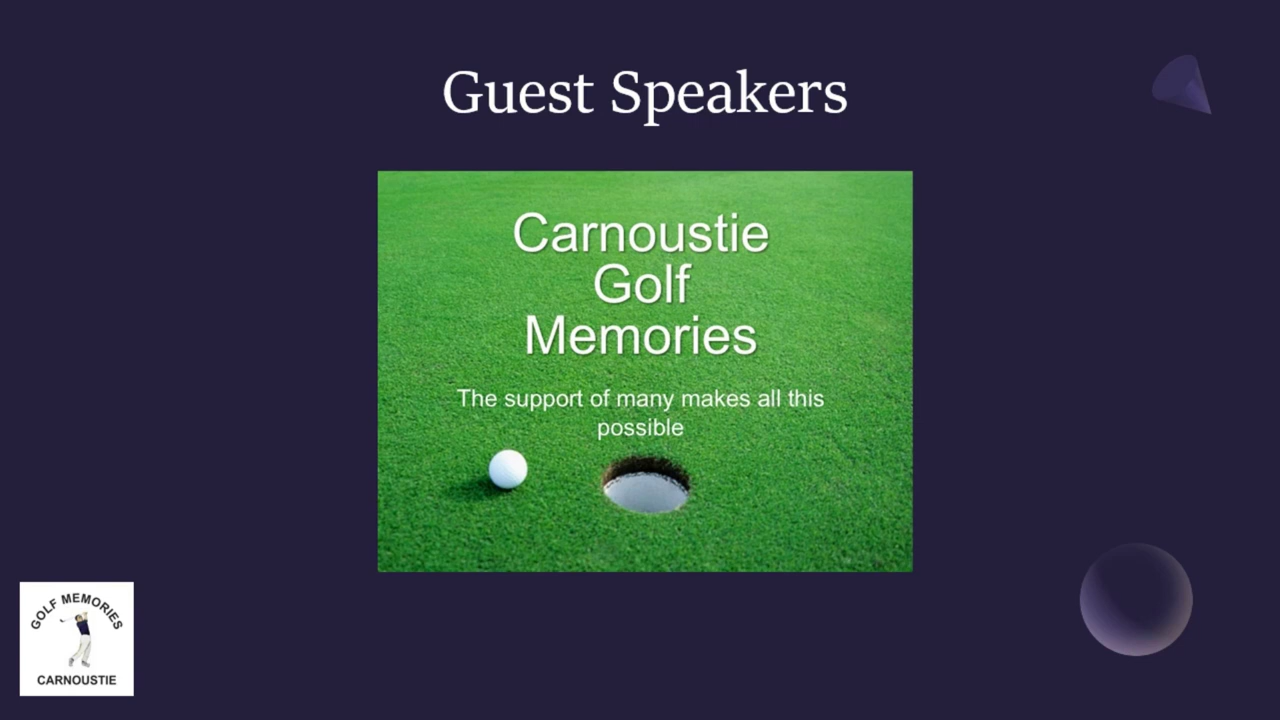 Guest Speakers
Carnoustie
Golf
Memories
The support of many makes all this
possible
GOLF MEMORIES
CARNOUSTIE